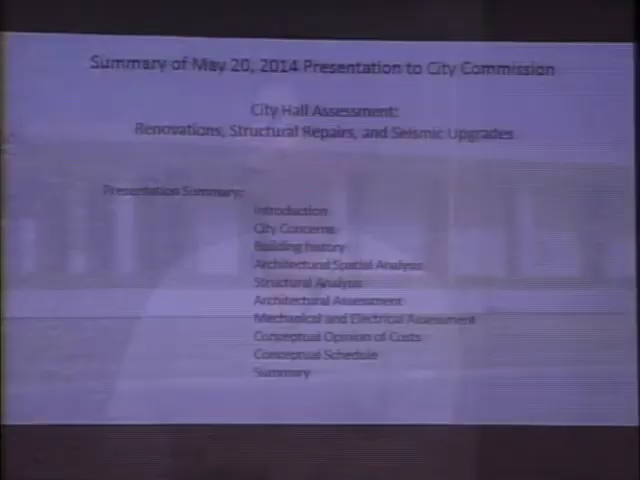 Summary of May 20, 2014 Presentation to City Commission
City Hall Assessment:
Renovations, Structural Repairs, and Seismic Upgrades
Presentation Summary:
Introduction
City Concerns
Building history
Architectural Spatial Analysis
Structural Analysis
Architectural Assessment
Mechanical and Electrical Assessment
Conceptual Opinion of Costs
Conceptual Schedule
Summary